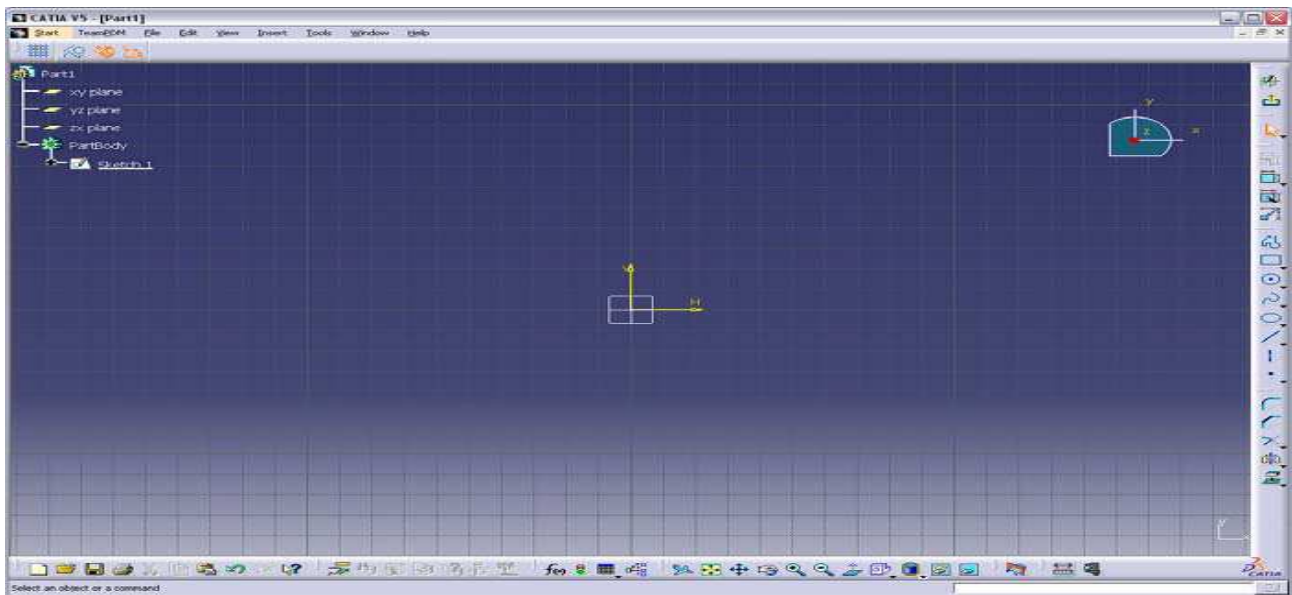 CATIA V5 - [Part1]
Start TeamPDM File Edit View Insert Tools Window Help
Part1
xy plane
yz plane
zx plane
PartBody
Sketch.1
y
x
z
V
H
y
f(x)
CATIA
Select an object or a command